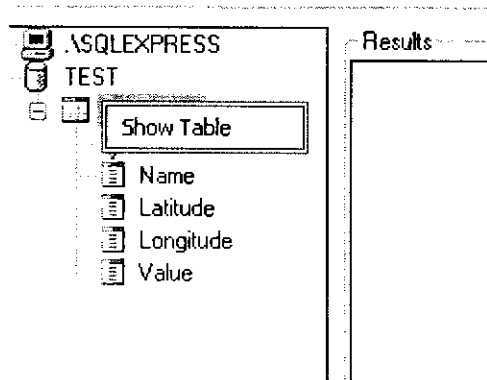 .\SQLEXPRESS
Results
TEST
Show Table
Name
Latitude
Longitude
Value